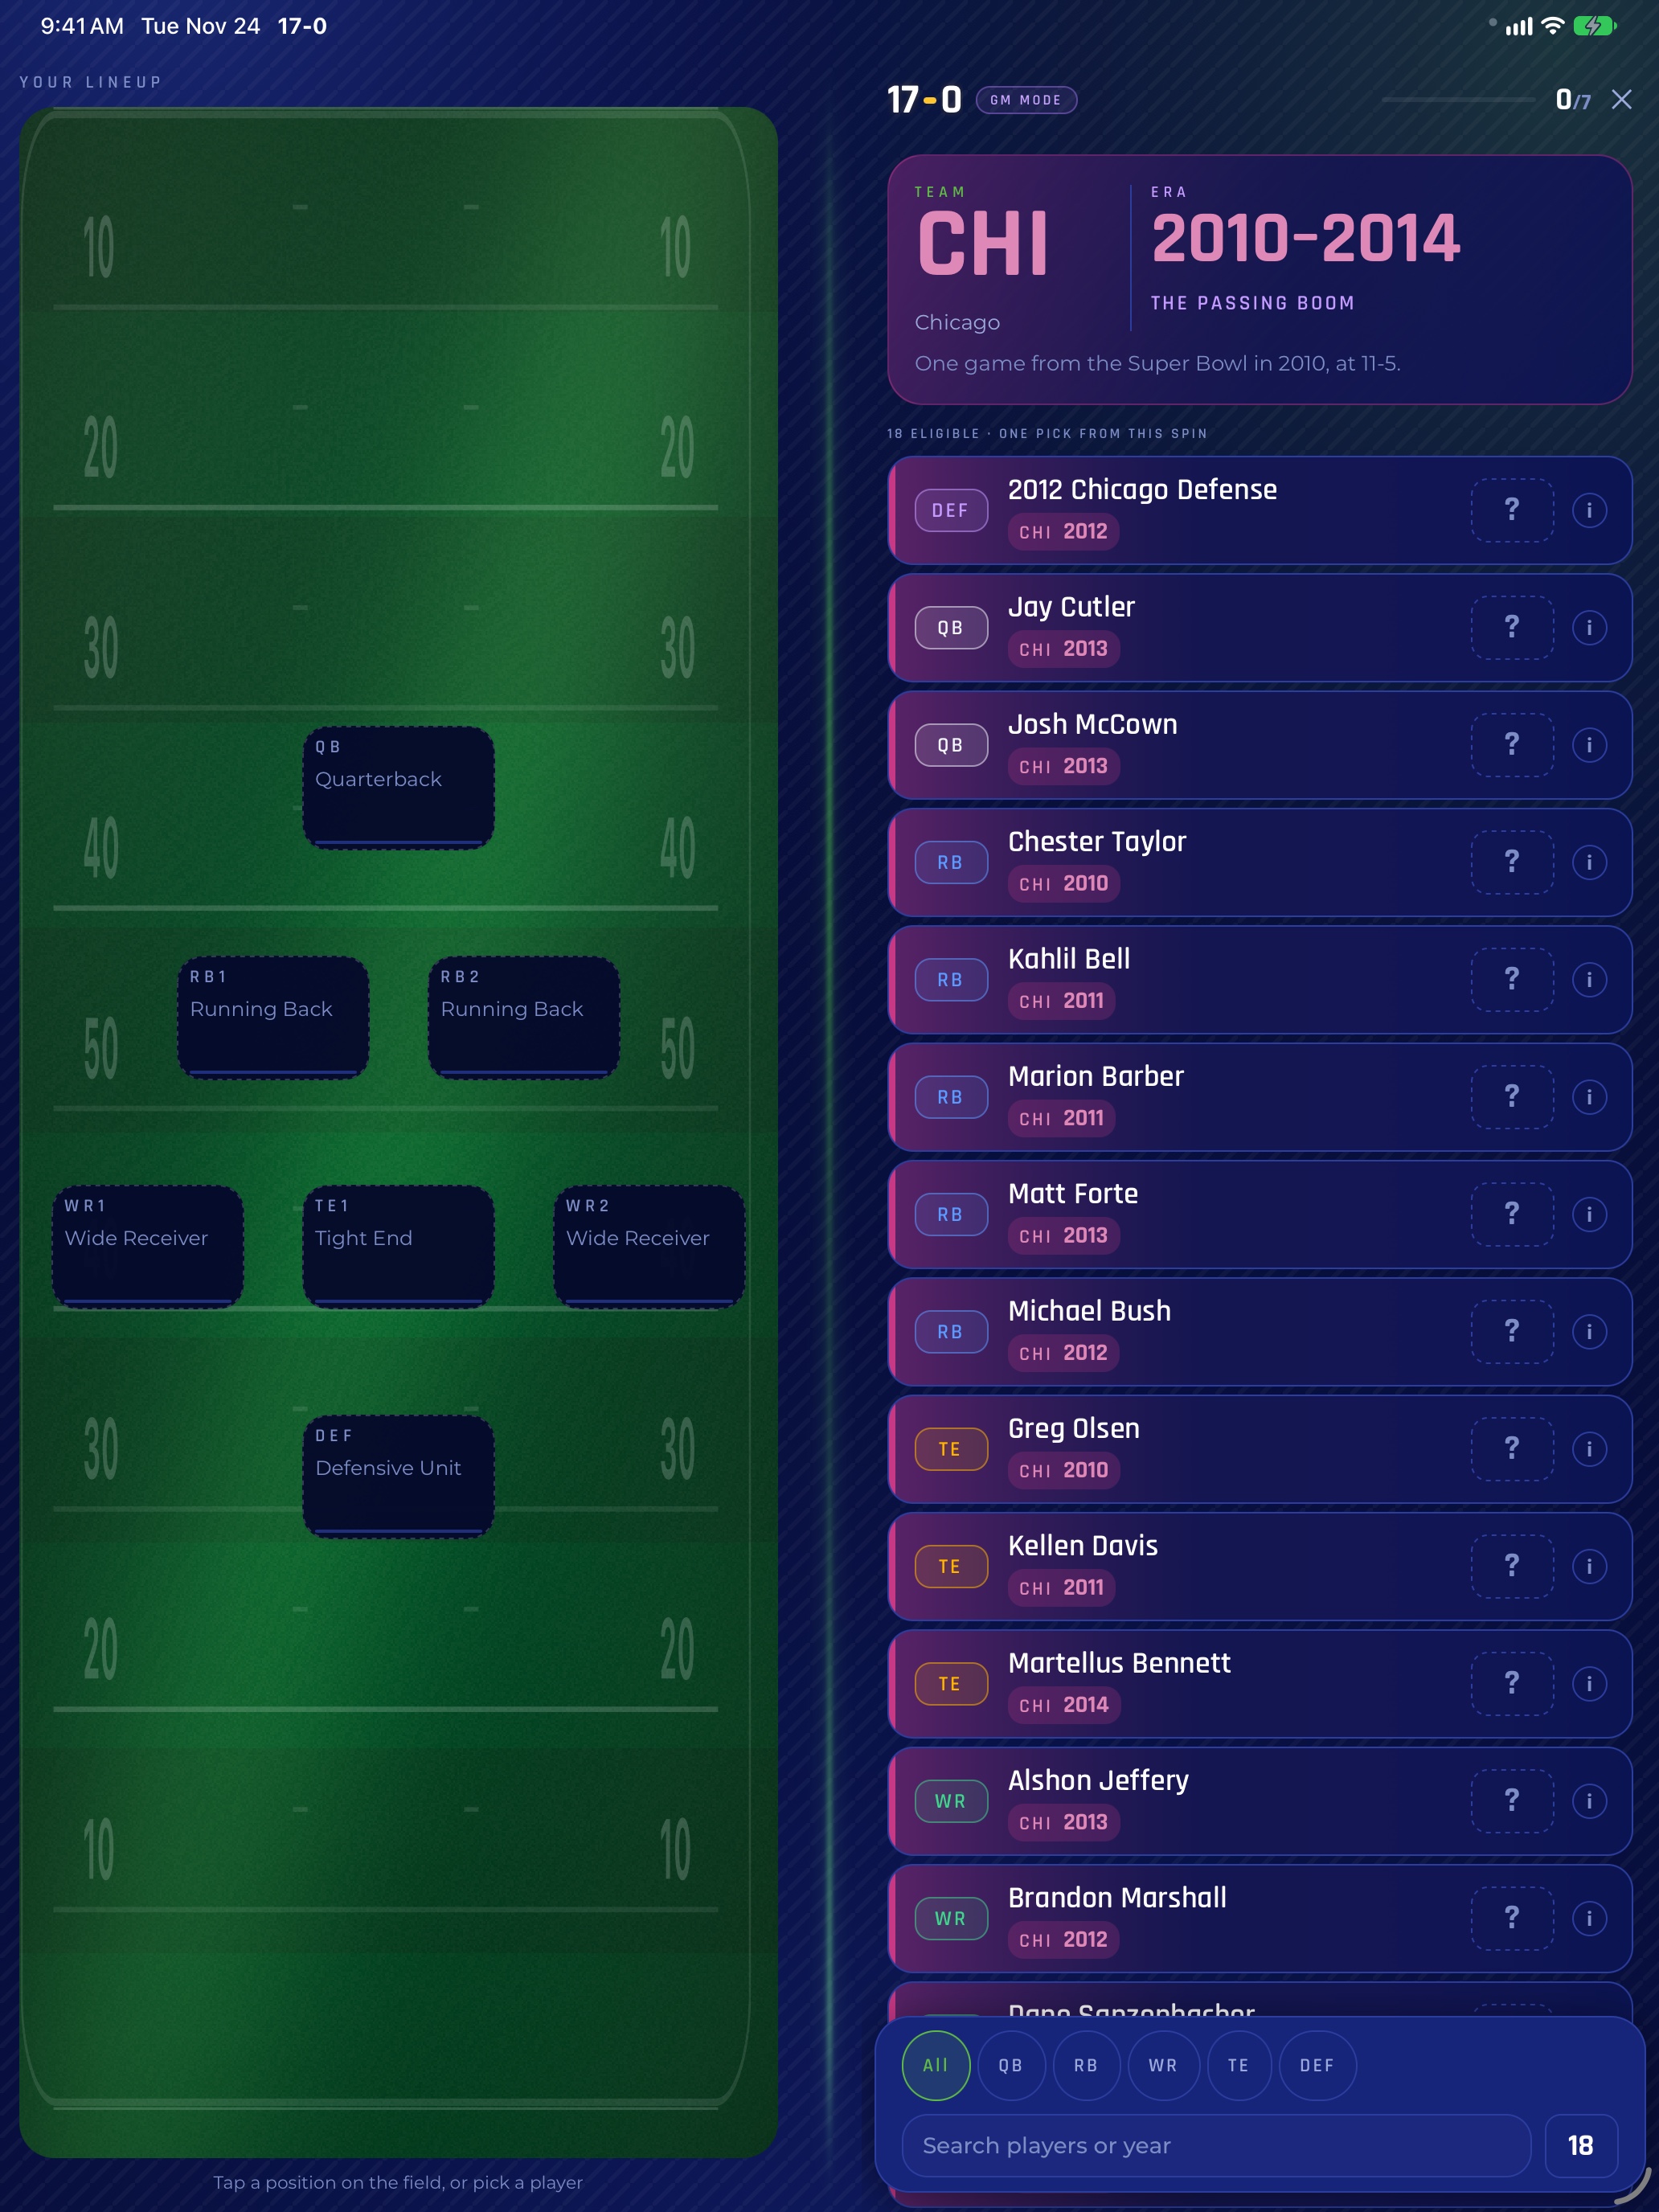 9:41 AM Tue Nov 24 17-0
YOUR LINEUP
10 10
20 20
30 30
QB
Quarterback
40 40
RB1
Running Back
RB2
Running Back
50 50
WR1
Wide Receiver
TE1
Tight End
WR2
Wide Receiver
DEF
Defensive Unit
30 30
20 20
10 10
Tap a position on the field, or pick a player
17-0 GM MODE 0/7
TEAM
CHI
Chicago
ERA
2010–2014
THE PASSING BOOM
One game from the Super Bowl in 2010, at 11-5.
18 ELIGIBLE · ONE PICK FROM THIS SPIN
DEF 2012 Chicago Defense ? i
CHI 2012
QB Jay Cutler ? i
CHI 2013
QB Josh McCown ? i
CHI 2013
RB Chester Taylor ? i
CHI 2010
RB Kahlil Bell ? i
CHI 2011
RB Marion Barber ? i
CHI 2011
RB Matt Forte ? i
CHI 2013
RB Michael Bush ? i
CHI 2012
TE Greg Olsen ? i
CHI 2010
TE Kellen Davis ? i
CHI 2011
TE Martellus Bennett ? i
CHI 2014
WR Alshon Jeffery ? i
CHI 2013
WR Brandon Marshall ? i
CHI 2012
All QB RB WR TE DEF
Search players or year 18